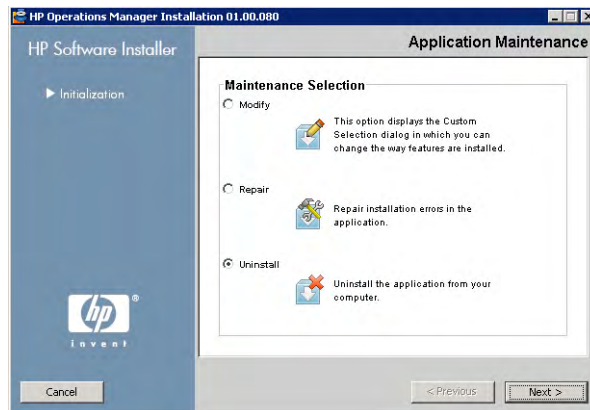 HP Operations Manager Installation 01.00.080
HP Software Installer
Application Maintenance
Initialization
Maintenance Selection
Modify
This option displays the Custom
Selection dialog in which you can
change the way features are installed.
Repair
Repair installation errors in the
application.
Uninstall
Uninstall the application from your
computer.
hp ®
invent
Cancel
< Previous
Next >